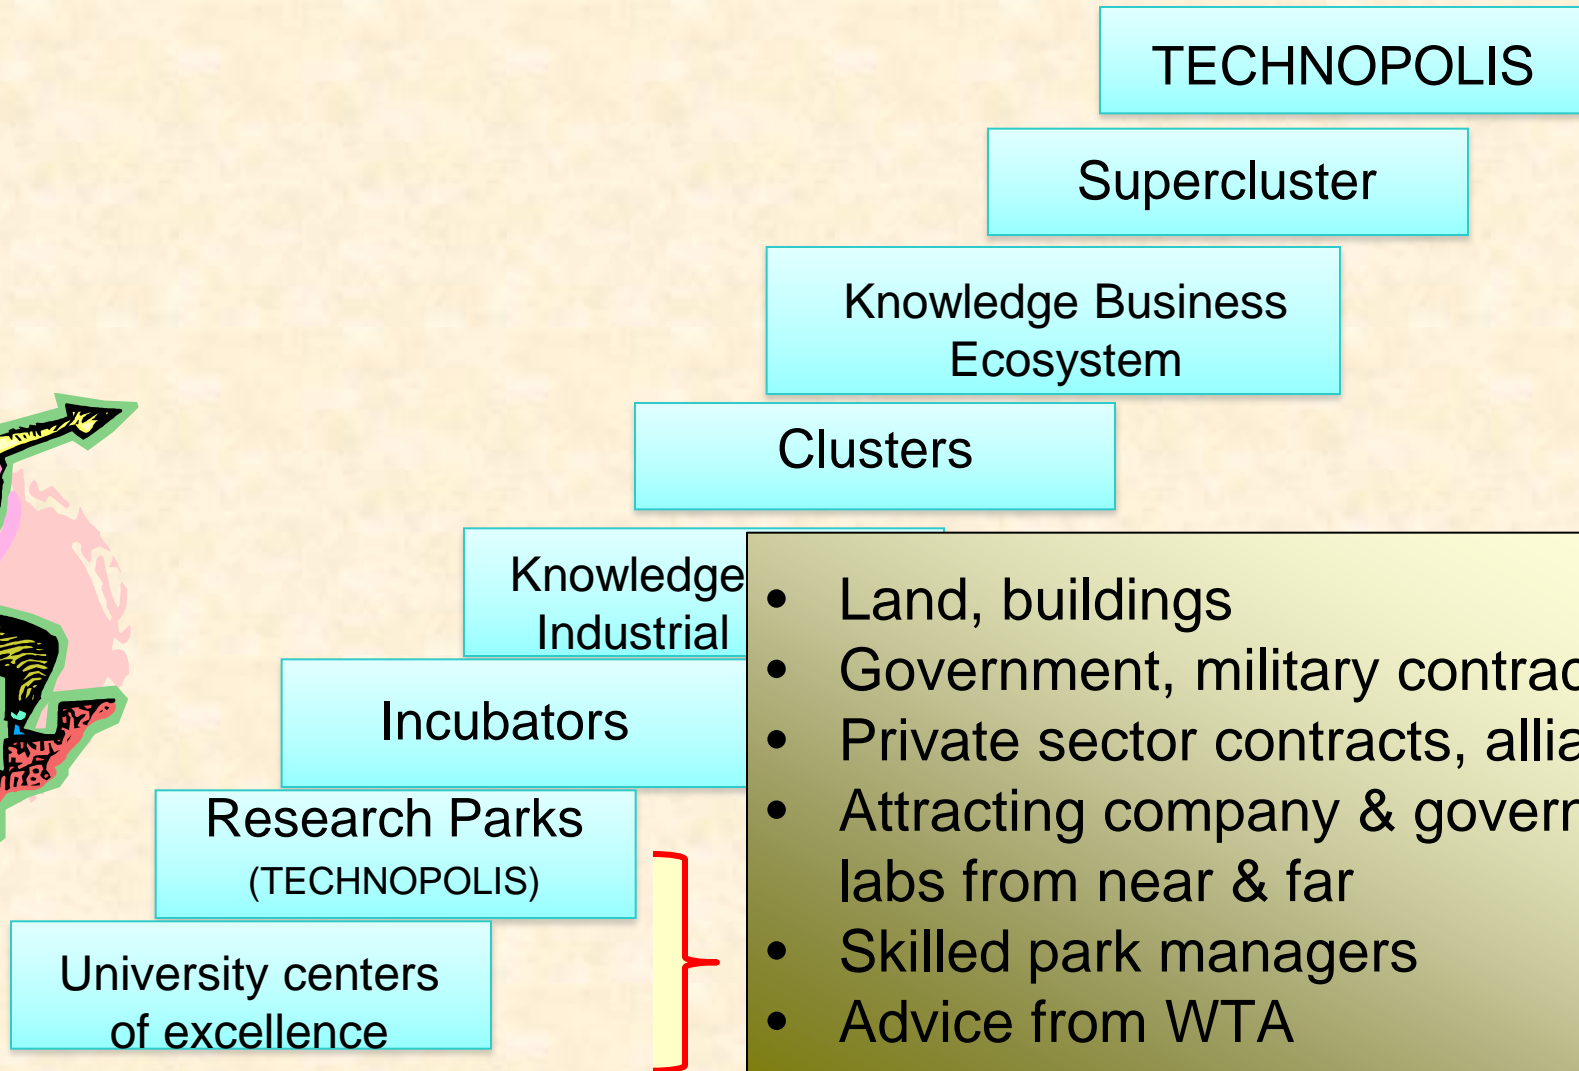 TECHNOPOLIS
Supercluster
Knowledge Business
Ecosystem
Clusters
Knowledge
Industrial
Incubators
Research Parks
(TECHNOPOLIS)
University centers
of excellence
• Land, buildings
• Government, military
• Private sector contracts,
• Attracting company &
labs from near & far
• Skilled park managers
• Advice from WTA